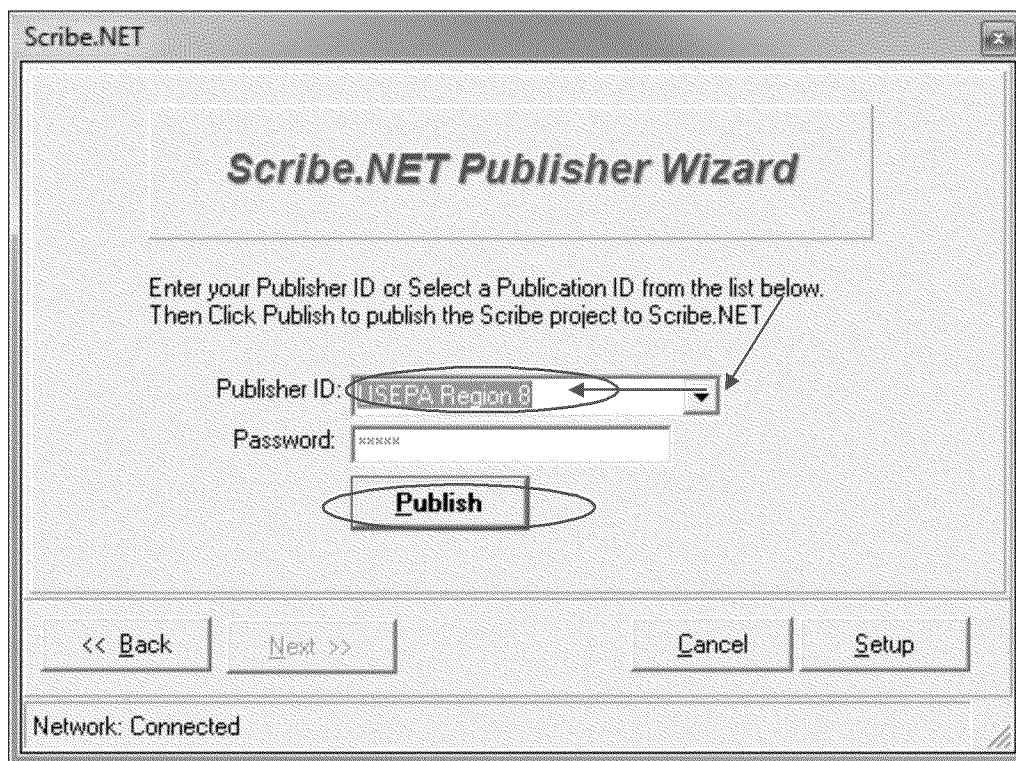 Scribe.NET
Scribe.NET Publisher Wizard
Enter your Publisher ID or Select a Publication ID from the list below.
Then Click Publish to publish the Scribe project to Scribe.NET
Publisher ID: USEPA Region 8
Password: xxxxx
Publish
<< Back Next >> Cancel Setup
Network: Connected